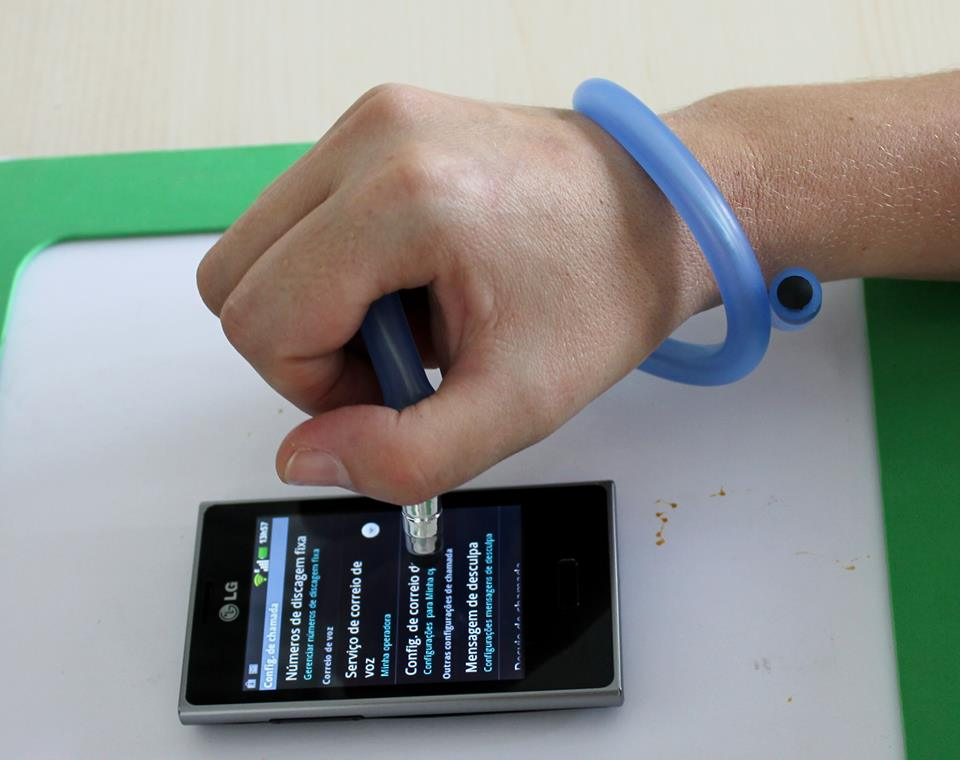 LG
13h37
Config. de chamada
Números de discagem fixa
Gerenciar números de discagem fixa
Correio de voz
Serviço de correio de
voz
Minha operadora
Config. de correio d
Configurações para Minha o
Outras configurações de chamada
Mensagem de desculpa
Configurações mensagens de desculpa